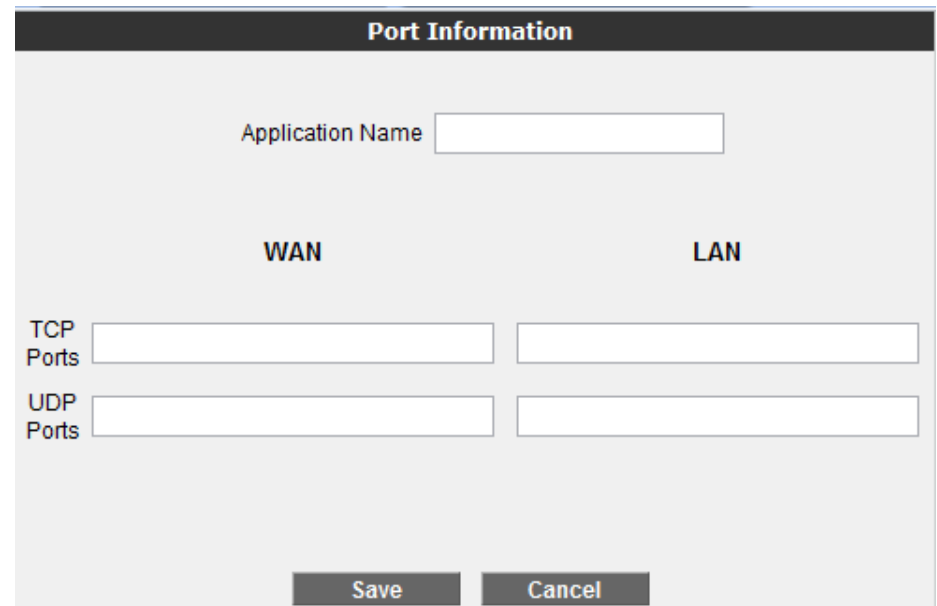 Port Information
Application Name
WAN LAN
TCP
Ports
UDP
Ports
Save Cancel